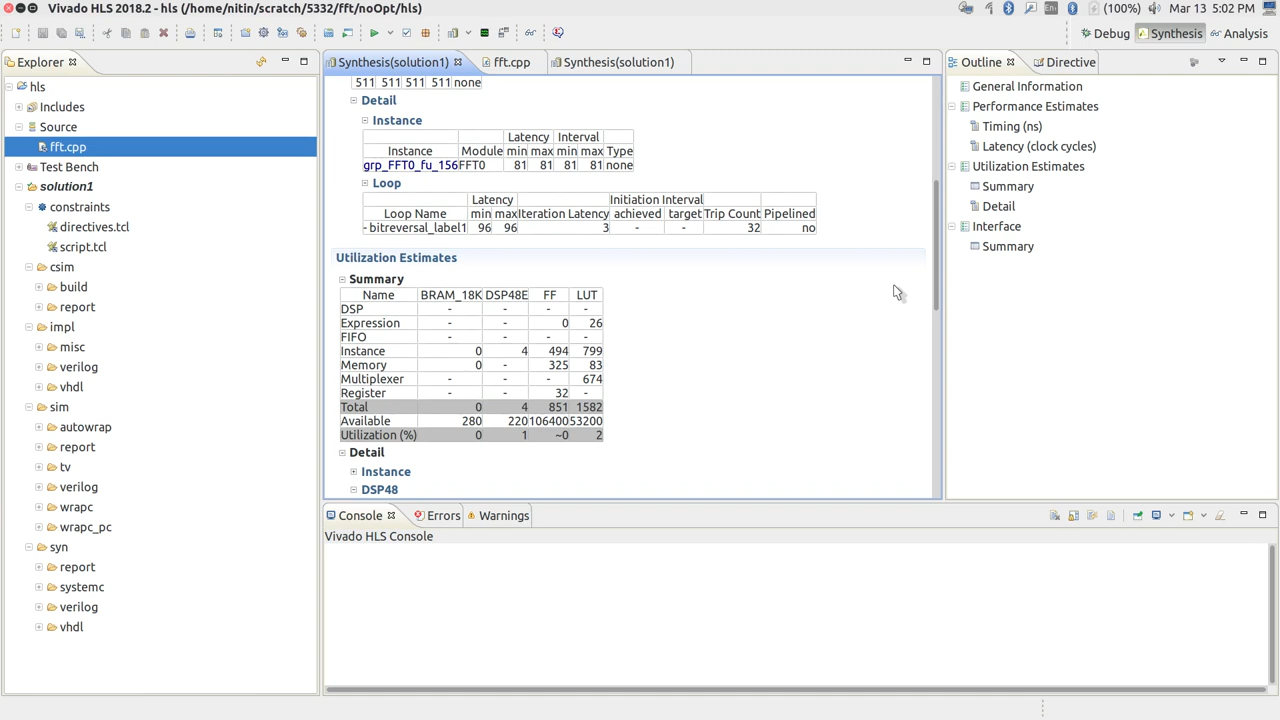 Vivado HLS 2018.2 - hls (/home/nitin/scratch/5332/fft/noOpt/hls)
En
(100%)
Mar 13 5:02 PM
Debug
Synthesis
Analysis
Explorer
hls
Includes
Source
fft.cpp
Test Bench
solution1
constraints
directives.tcl
script.tcl
csim
build
report
impl
misc
verilog
vhdl
sim
autowrap
report
tv
verilog
wrapc
wrapc_pc
syn
report
systemc
verilog
vhdl
Synthesis(solution1)
fft.cpp
Synthesis(solution1)
511 511 511 511 none
Detail
Instance
Latency Interval
Instance Module min max min max Type
grp_FFT0_fu_156 FFT0 81 81 81 81 none
Loop
Latency Initiation Interval
Loop Name min max Iteration Latency achieved target Trip Count Pipelined
- bitreversal_label1 96 96 3 - - 32 no
Utilization Estimates
Summary
Name BRAM_18K DSP48E FF LUT
DSP - - - -
Expression - - 0 26
FIFO - - - -
Instance 0 4 494 799
Memory 0 - 325 83
Multiplexer - - - 674
Register - - 32 -
Total 0 4 851 1582
Available 280 220 106400 53200
Utilization (%) 0 1 ~0 2
Detail
Instance
DSP48
Outline
Directive
General Information
Performance Estimates
Timing (ns)
Latency (clock cycles)
Utilization Estimates
Summary
Detail
Interface
Summary
Console
Errors
Warnings
Vivado HLS Console